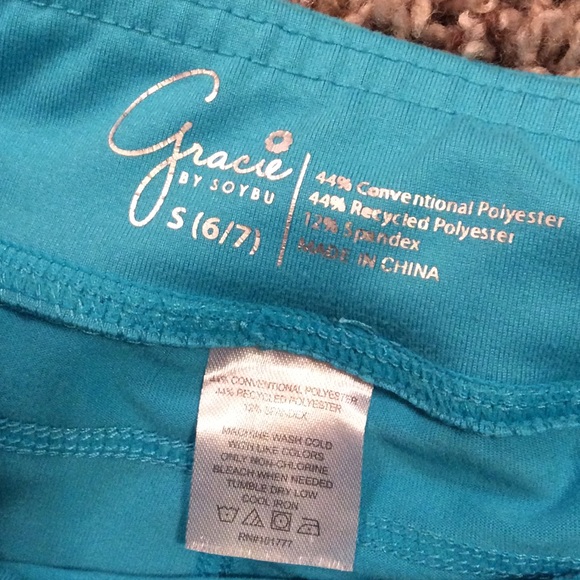 Gracie
BY SOYBU
S (6/7)
44% Conventional Polyester
44% Recycled Polyester
12% Spandex
MADE IN CHINA
44% CONVENTIONAL POLYESTER
44% RECYCLED POLYESTER
12% SPANDEX
MACHINE WASH COLD
WITH LIKE COLORS
ONLY NON-CHLORINE
BLEACH WHEN NEEDED
TUMBLE DRY LOW
COOL IRON
RN#101777